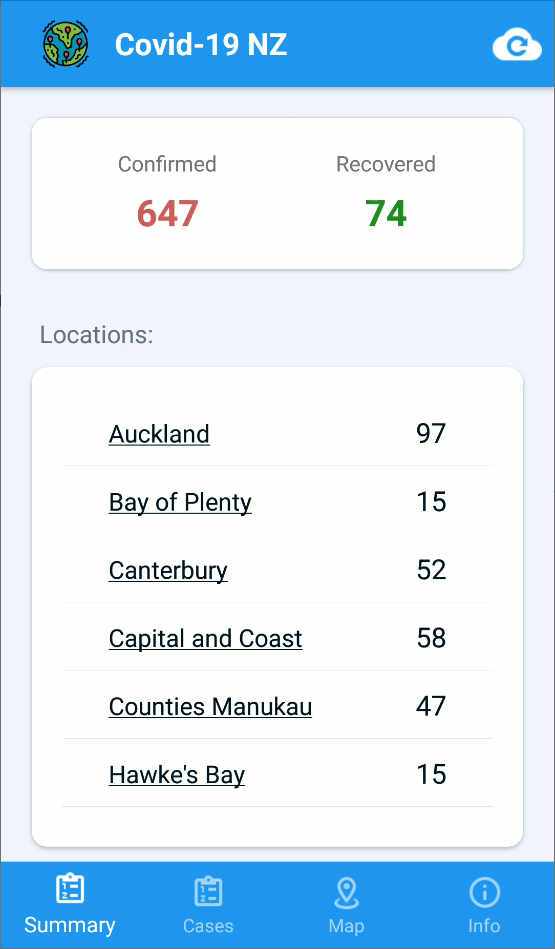 Covid-19 NZ
Confirmed Recovered
647 74
Locations:
Auckland 97
Bay of Plenty 15
Canterbury 52
Capital and Coast 58
Counties Manukau 47
Hawke's Bay 15
Summary Cases Map Info